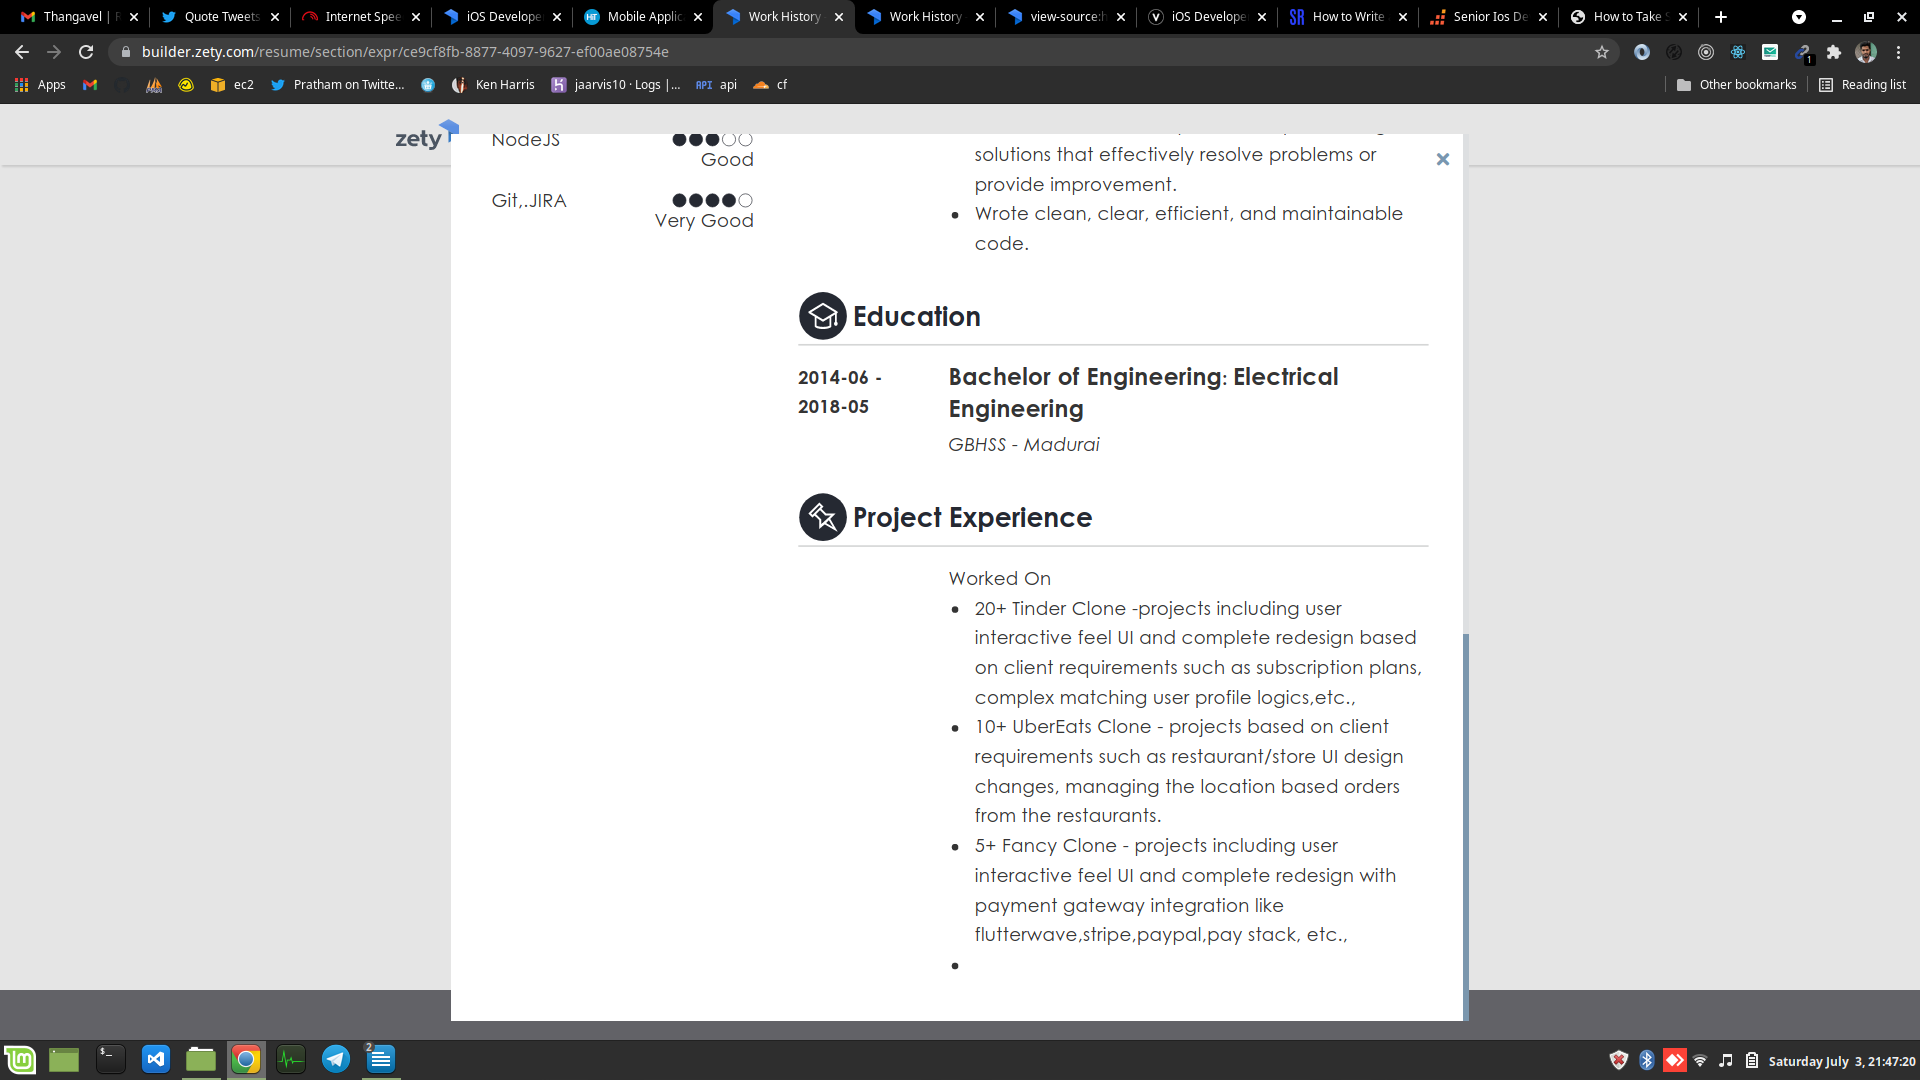 Thangavel | R
Quote Tweets
Internet Spee
iOS Develope
Mobile Applic
Work History
Work History
view-source:h
iOS Develope
How to Write
Senior Ios De
How to Take S
builder.zety.com/resume/section/expr/ce9cf8fb-8877-4097-9627-ef00ae08754e
Apps
ec2
Pratham on Twitte...
Ken Harris
jaarvis10 · Logs |...
API api
cf
Other bookmarks
Reading list
zety
NodeJS
Good
Git,.JIRA
Very Good
solutions that effectively resolve problems or
provide improvement.
• Wrote clean, clear, efficient, and maintainable
code.
Education
2014-06 -
2018-05
Bachelor of Engineering: Electrical
Engineering
GBHSS - Madurai
Project Experience
Worked On
• 20+ Tinder Clone -projects including user
interactive feel UI and complete redesign based
on client requirements such as subscription plans,
complex matching user profile logics,etc.,
• 10+ UberEats Clone - projects based on client
requirements such as restaurant/store UI design
changes, managing the location based orders
from the restaurants.
• 5+ Fancy Clone - projects including user
interactive feel UI and complete redesign with
payment gateway integration like
flutterwave,stripe,paypal,pay stack, etc.,
•
2
Saturday July 3, 21:47:20